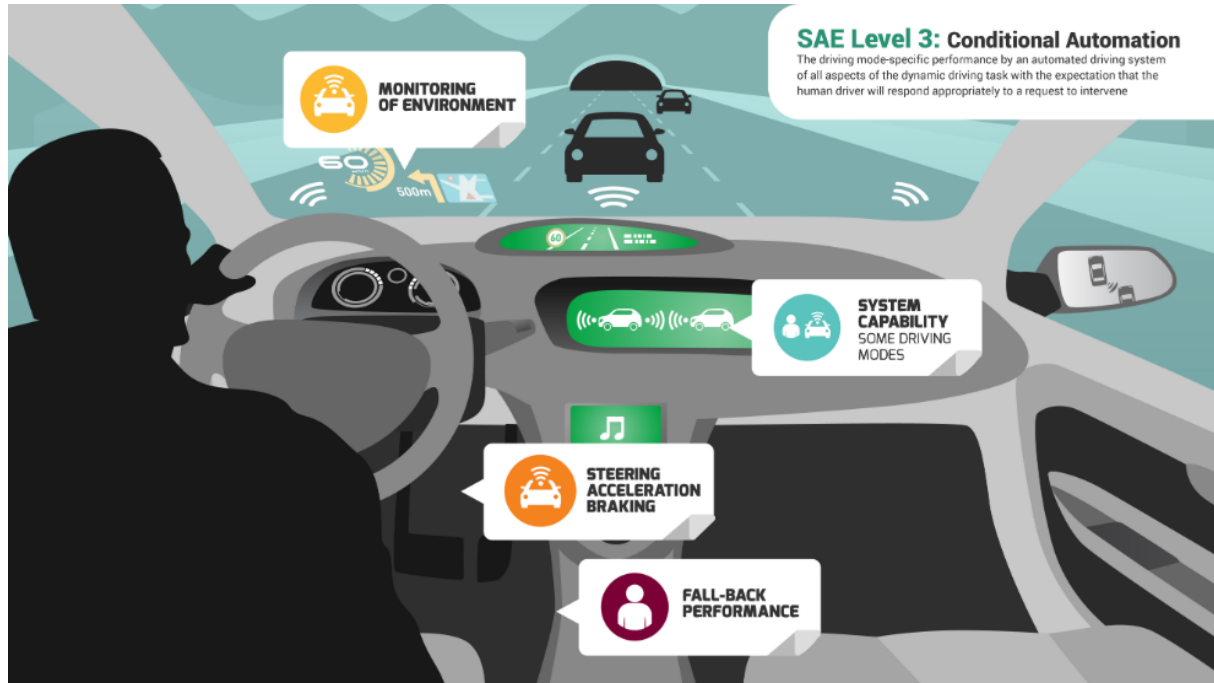 SAE Level 3: Conditional Automation
The driving mode-specific performance by an automated driving system
of all aspects of the dynamic driving task with the expectation that the
human driver will respond appropriately to a request to intervene
MONITORING
OF ENVIRONMENT
60
500m
60
SYSTEM
CAPABILITY
SOME DRIVING
MODES
STEERING
ACCELERATION
BRAKING
FALL-BACK
PERFORMANCE